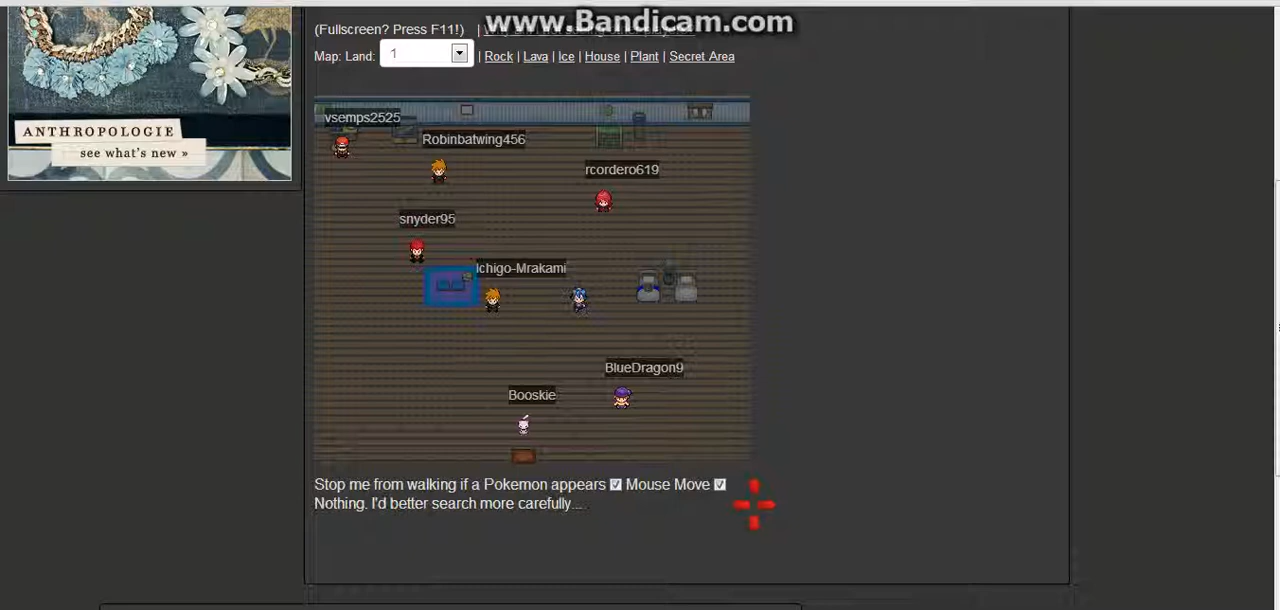 www.Bandicam.com
(Fullscreen? Press F11!) |
Map: Land: 1 | Rock | Lava | Ice | House | Plant | Secret Area
ANTHROPOLOGIE
see what's new »
vsemps2525
Robinbatwing456
rcordero619
snyder95
Ichigo-Mrakami
BlueDragon9
Booskie
Stop me from walking if a Pokemon appears Mouse Move
Nothing. I'd better search more carefully...